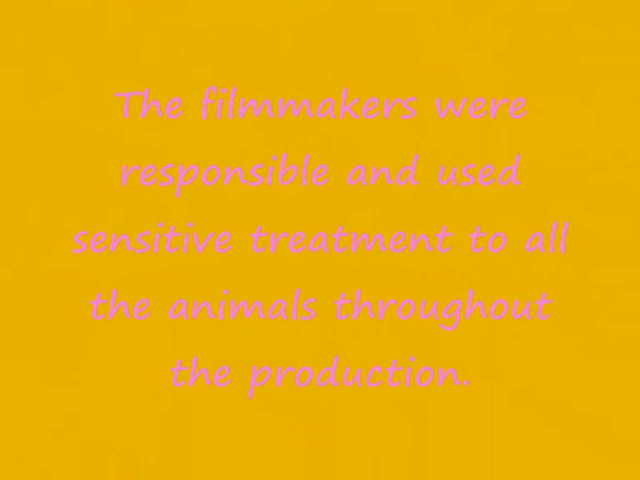 The filmmakers were
responsible and used
sensitive treatment to all
the animals throughout
the production.